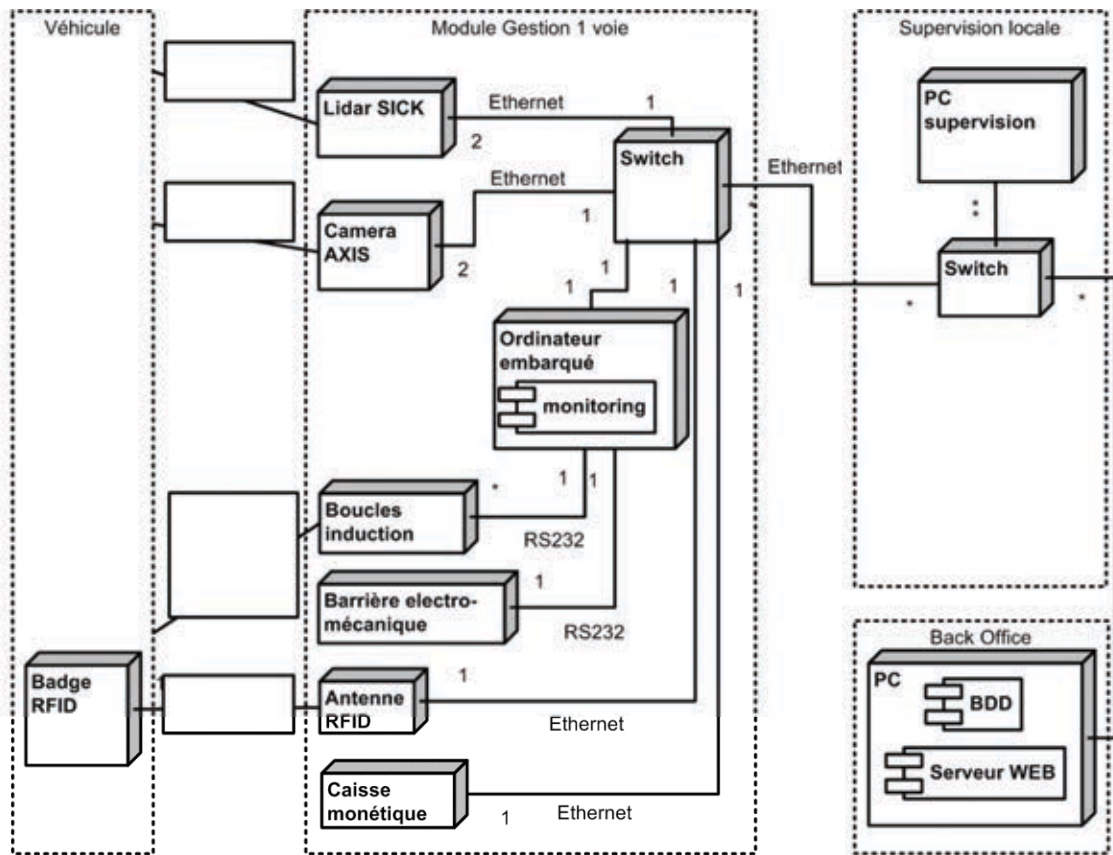 Véhicule
Module Gestion 1 voie
Supervision locale
Lidar SICK
Ethernet
1
2
Switch
PC
supervision
Ethernet
Ethernet
Camera
AXIS
1
2
*
1
1
1
1
**
Switch
*
*
Ordinateur
embarqué
monitoring
1
1
*
Boucles
induction
RS232
Barrière electro-
mécanique
1
RS232
Badge
RFID
Antenne
RFID
1
Ethernet
Caisse
monétique
1
Ethernet
Back Office
PC
BDD
Serveur WEB